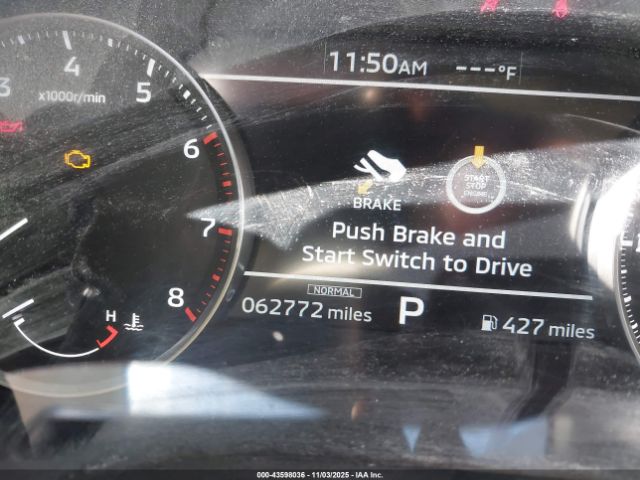 11:50AM ---°F
3 4 5 6 7 8
x1000r/min
BRAKE
START
STOP
ENGINE
Push Brake and
Start Switch to Drive
NORMAL
062772 miles P 427 miles
H
000-43598036 - 11/03/2025 - IAA Inc.